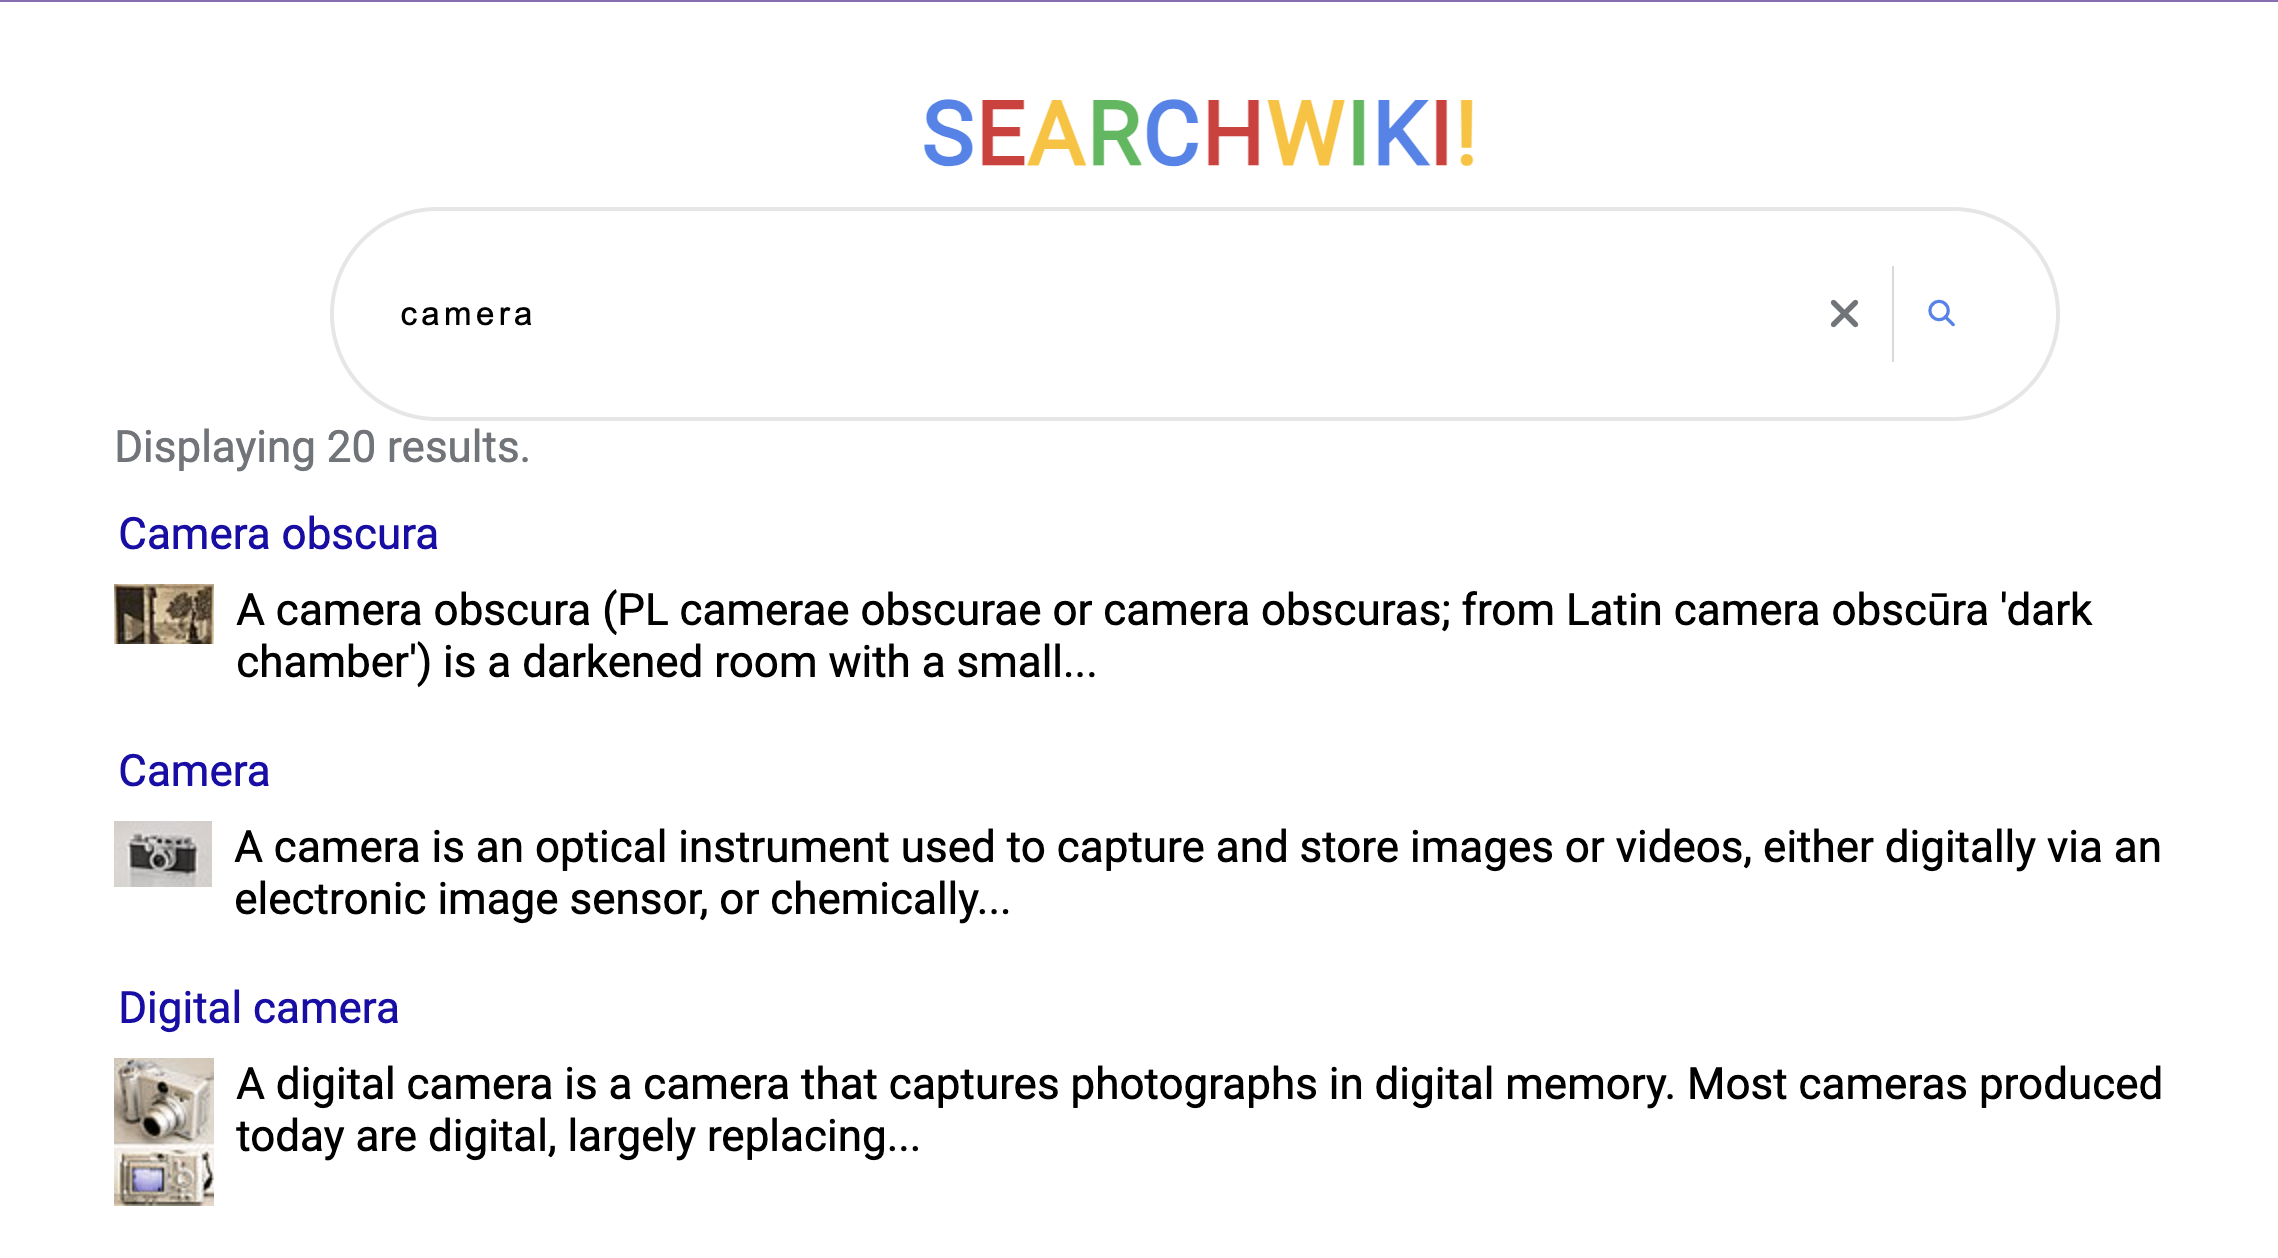 SEARCHWIKI!
camera
Displaying 20 results.
Camera obscura
A camera obscura (PL camerae obscurae or camera obscuras; from Latin camera obscūra 'dark
chamber') is a darkened room with a small...
Camera
A camera is an optical instrument used to capture and store images or videos, either digitally via an
electronic image sensor, or chemically...
Digital camera
A digital camera is a camera that captures photographs in digital memory. Most cameras produced
today are digital, largely replacing...